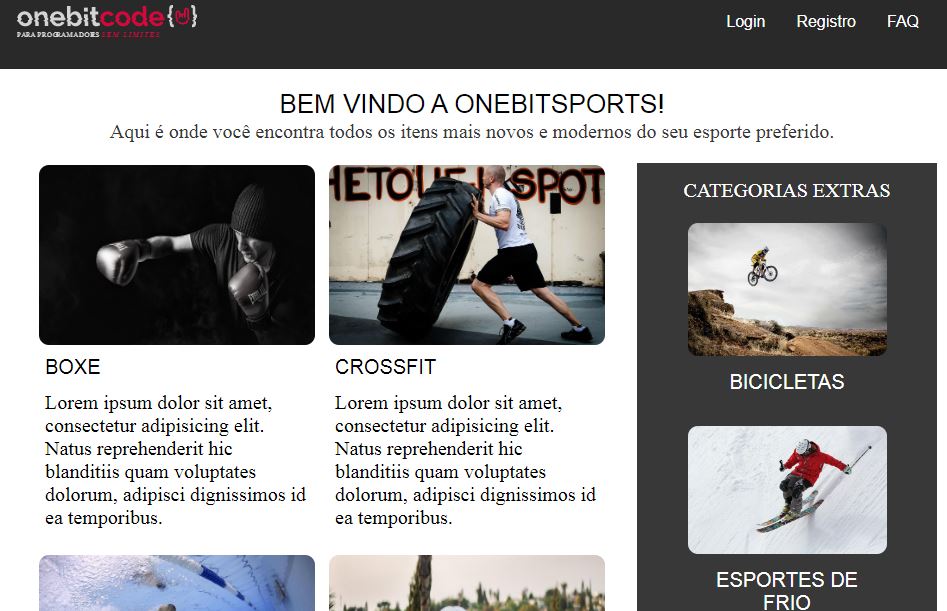 onebitcode{ }
PARA PROGRAMADORES SEM LIMITES
Login Registro FAQ
BEM VINDO A ONEBITSPORTS!
Aqui é onde você encontra todos os itens mais novos e modernos do seu esporte preferido.
HETOU SPOT
BOXE
Lorem ipsum dolor sit amet,
consectetur adipisicing elit.
Natus reprehenderit hic
blanditiis quam voluptates
dolorum, adipisci dignissimos id
ea temporibus.
CROSSFIT
Lorem ipsum dolor sit amet,
consectetur adipisicing elit.
Natus reprehenderit hic
blanditiis quam voluptates
dolorum, adipisci dignissimos id
ea temporibus.
CATEGORIAS EXTRAS
BICICLETAS
ESPORTES DE
FRIO